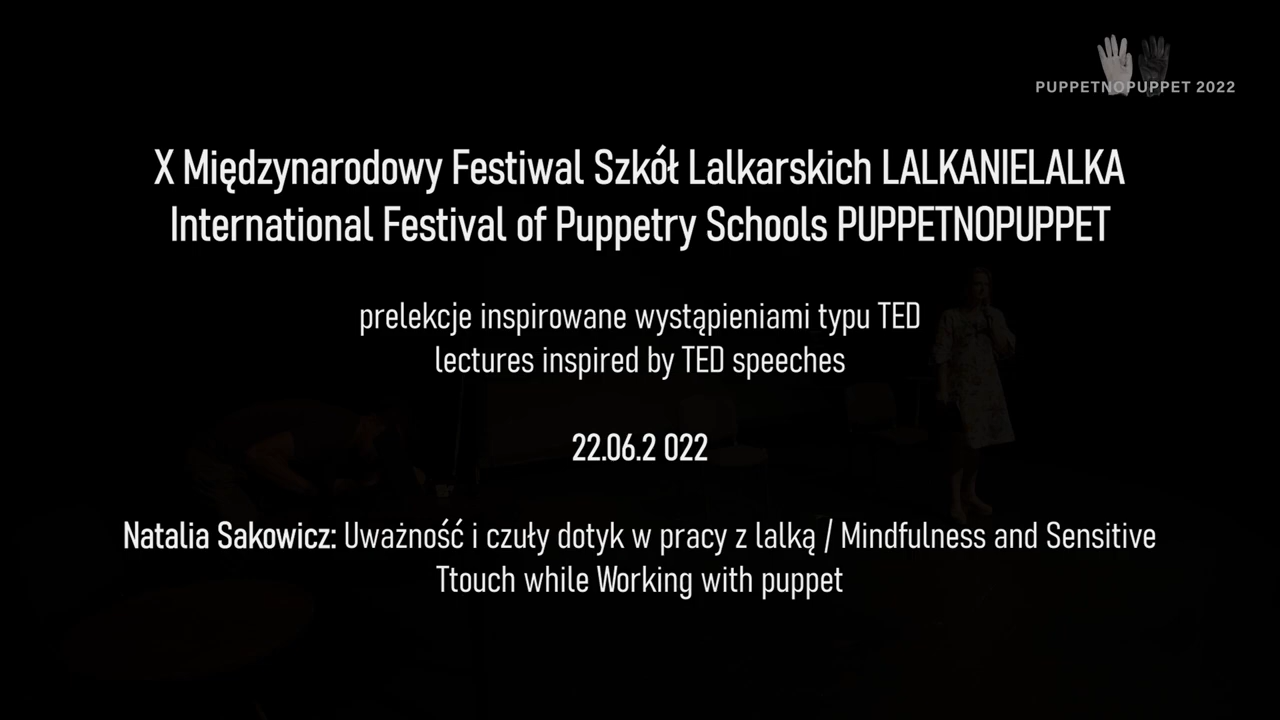 PUPPETNOPUPPET 2022
X Międzynarodowy Festiwal Szkół Lalkarskich LALKANIELALKA
International Festival of Puppetry Schools PUPPETNOPUPPET
prelekcje inspirowane wystąpieniami typu TED
lectures inspired by TED speeches
22.06.2 022
Natalia Sakowicz: Uważność i czuły dotyk w pracy z lalką / Mindfulness and Sensitive
Ttouch while Working with puppet